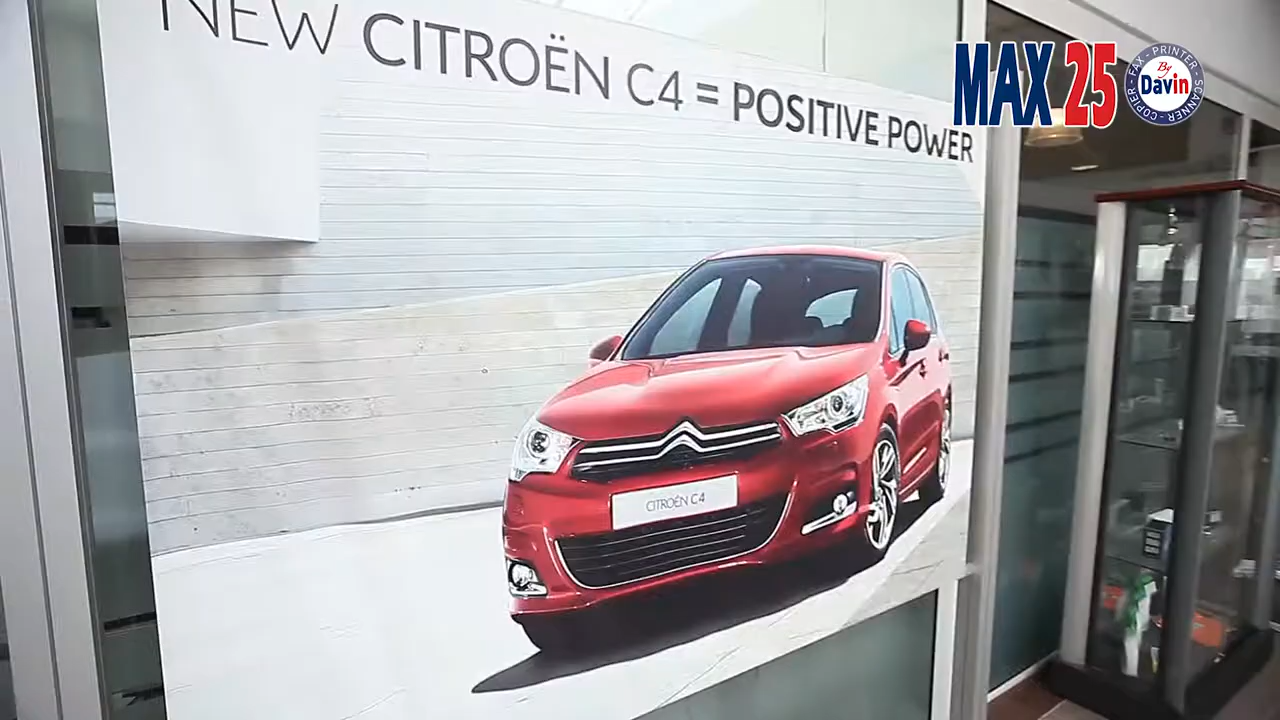 NEW CITROËN C4 = POSITIVE POWER
MAX 25
By
Davin
COPIER - FAX - PRINTER - SCANNER -
CITROËN C4